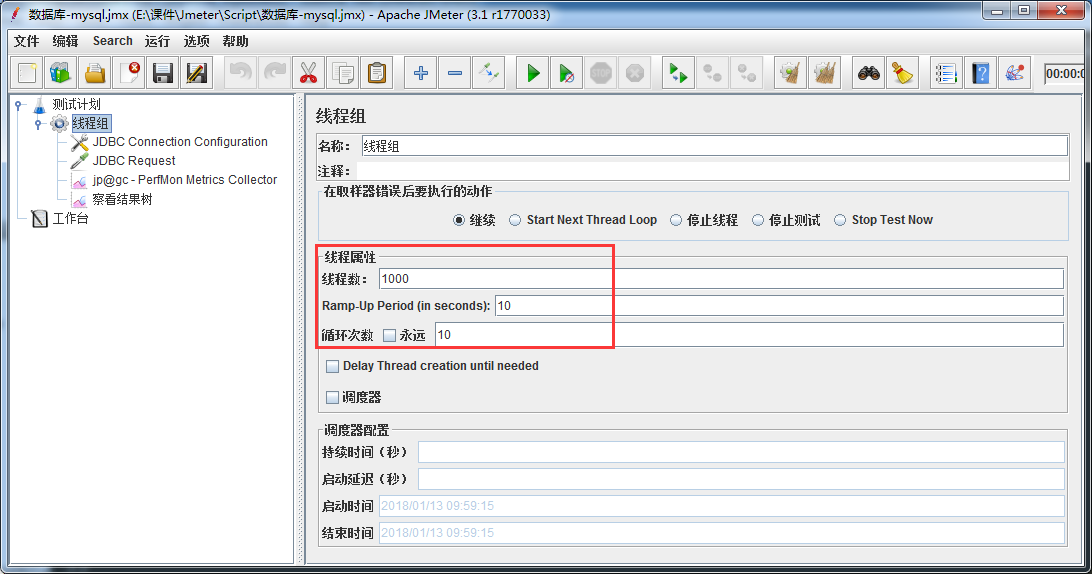 数据库-mysql.jmx (E:\课件\Jmeter\Script\数据库-mysql.jmx) - Apache JMeter (3.1 r1770033)
文件 编辑 Search 运行 选项 帮助
STOP
00:00:0
测试计划
线程组
JDBC Connection Configuration
JDBC Request
jp@gc - PerfMon Metrics Collector
察看结果树
工作台
线程组
名称： 线程组
注释：
在取样器错误后要执行的动作
继续 Start Next Thread Loop 停止线程 停止测试 Stop Test Now
线程属性
线程数： 1000
Ramp-Up Period (in seconds): 10
循环次数 永远 10
Delay Thread creation until needed
调度器
调度器配置
持续时间（秒）
启动延迟（秒）
启动时间 2018/01/13 09:59:15
结束时间 2018/01/13 09:59:15